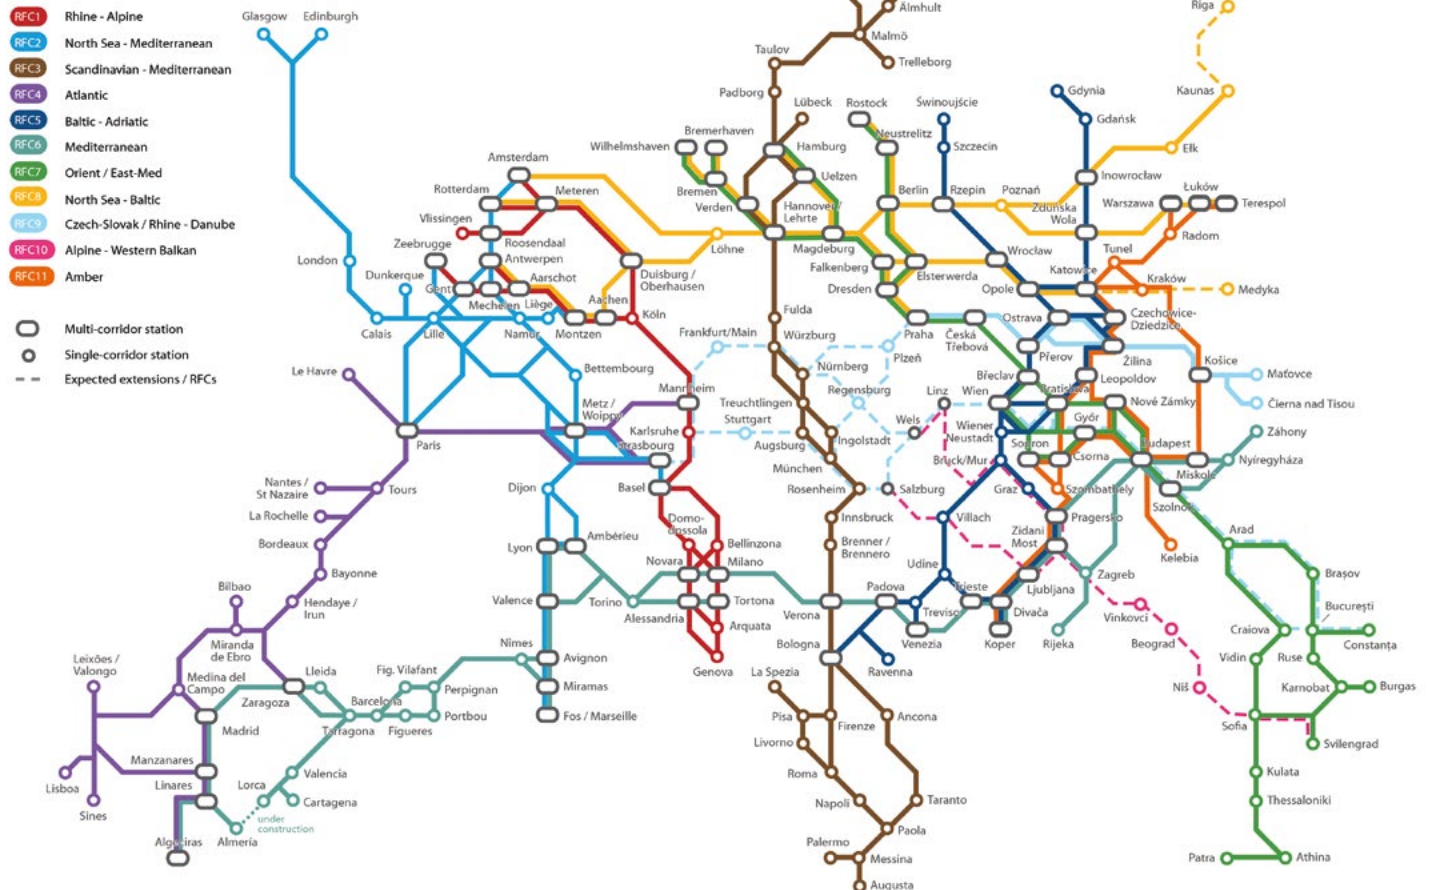 RFC1 Rhine - Alpine
RFC2 North Sea - Mediterranean
RFC3 Scandinavian - Mediterranean
RFC4 Atlantic
RFC5 Baltic - Adriatic
RFC6 Mediterranean
RFC7 Orient / East-Med
RFC8 North Sea - Baltic
RFC9 Czech-Slovak / Rhine - Danube
RFC10 Alpine - Western Balkan
RFC11 Amber
Multi-corridor station
Single-corridor station
Expected extensions / RFCs
Glasgow
Edinburgh
London
Calais
Dunkerque
Lille
Zeebrugge
Gent
Vlissingen
Rotterdam
Amsterdam
Meteren
Roosendaal
Antwerpen
Aarschot
Mechelen
Liège
Namur
Montzen
Aachen
Köln
Duisburg /
Oberhausen
Löhne
Bettembourg
Metz /
Woippy
Strasbourg
Mannheim
Karlsruhe
Basel
Le Havre
Paris
Nantes /
St Nazaire
Tours
La Rochelle
Bordeaux
Bayonne
Hendaye /
Irun
Bilbao
Miranda
de Ebro
Leixões /
Valongo
Medina del
Campo
Madrid
Manzanares
Linares
Lisboa
Sines
Algeciras
Almería
Lorca
under
construction
Cartagena
Valencia
Zaragoza
Lleida
Tarragona
Barcelona
Fig. Vilafant
Figueres
Perpignan
Portbou
Dijon
Lyon
Ambérieu
Valence
Nîmes
Avignon
Miramas
Fos / Marseille
Torino
Domo-
dossola
Bellinzona
Novara
Milano
Alessandria
Tortona
Arquata
Genova
Wilhelmshaven
Bremerhaven
Bremen
Verden
Taulov
Padborg
Älmhult
Malmö
Trelleborg
Lübeck
Hamburg
Uelzen
Hannover /
Lehrte
Magdeburg
Rostock
Neustrelitz
Berlin
Falkenberg
Elsterwerda
Dresden
Fulda
Würzburg
Frankfurt/Main
Nürnberg
Regensburg
Treuchtlingen
Stuttgart
Augsburg
Ingolstadt
München
Rosenheim
Innsbruck
Brenner /
Brennero
Verona
Bologna
La Spezia
Pisa
Livorno
Firenze
Roma
Napoli
Palermo
Messina
Augusta
Paola
Taranto
Ancona
Ravenna
Padova
Venezia
Treviso
Udine
Villach
Trieste
Koper
Divača
Ljubljana
Zidani
Most
Pragersko
Graz
Bruck/Mur
Wiener
Neustadt
Wien
Linz
Wels
Salzburg
Praha
Plzeň
Česká
Třebová
Świnoujście
Szczecin
Rzepin
Poznań
Gdynia
Gdańsk
Inowrocław
Zduńska
Wola
Ełk
Kaunas
Riga
Warszawa
Łuków
Terespol
Radom
Tunel
Kraków
Medyka
Wrocław
Opole
Katowice
Ostrava
Czechowice-
Dziedzice
Přerov
Žilina
Břeclav
Leopoldov
Bratislava
Nové Zámky
Košice
Maťovce
Čierna nad Tisou
Győr
Sopron
Csorna
Szombathely
Budapest
Miskolc
Záhony
Nyíregyháza
Szolnok
Kelebia
Zagreb
Rijeka
Vinkovci
Beograd
Niš
Sofia
Arad
Brașov
București
Constanța
Craiova
Vidin
Ruse
Karnobat
Burgas
Svilengrad
Kulata
Thessaloniki
Patra
Athina